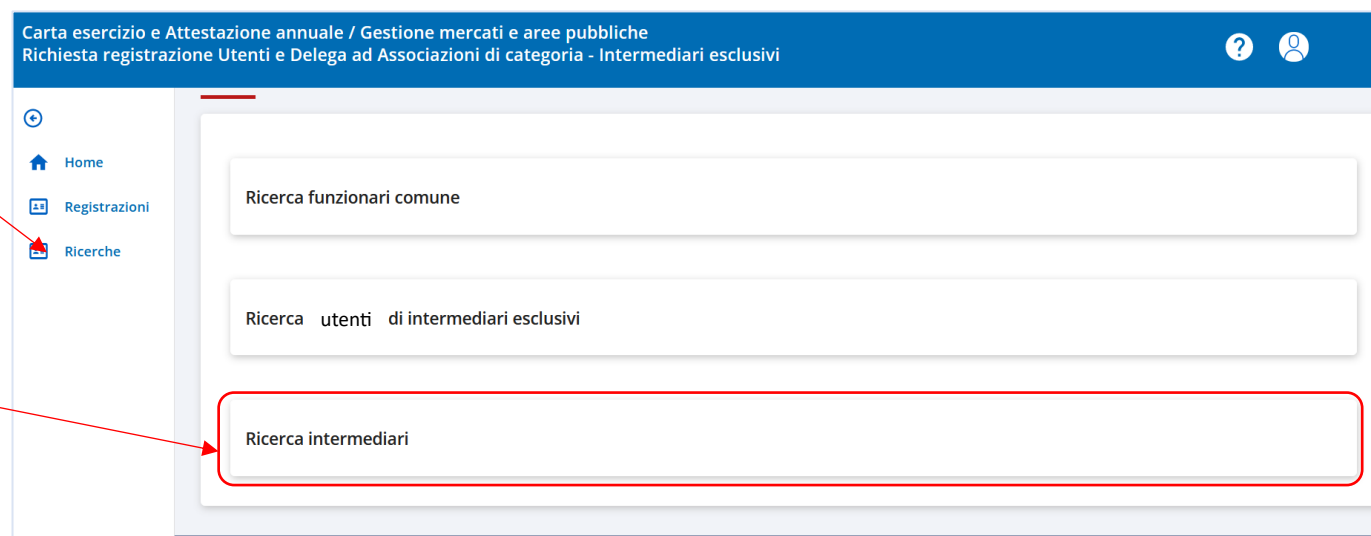 Carta esercizio e Attestazione annuale / Gestione mercati e aree pubbliche
Richiesta registrazione Utenti e Delega ad Associazioni di categoria - Intermediari esclusivi
?
Home
Registrazioni
Ricerche
Ricerca funzionari comune
Ricerca utenti di intermediari esclusivi
Ricerca intermediari